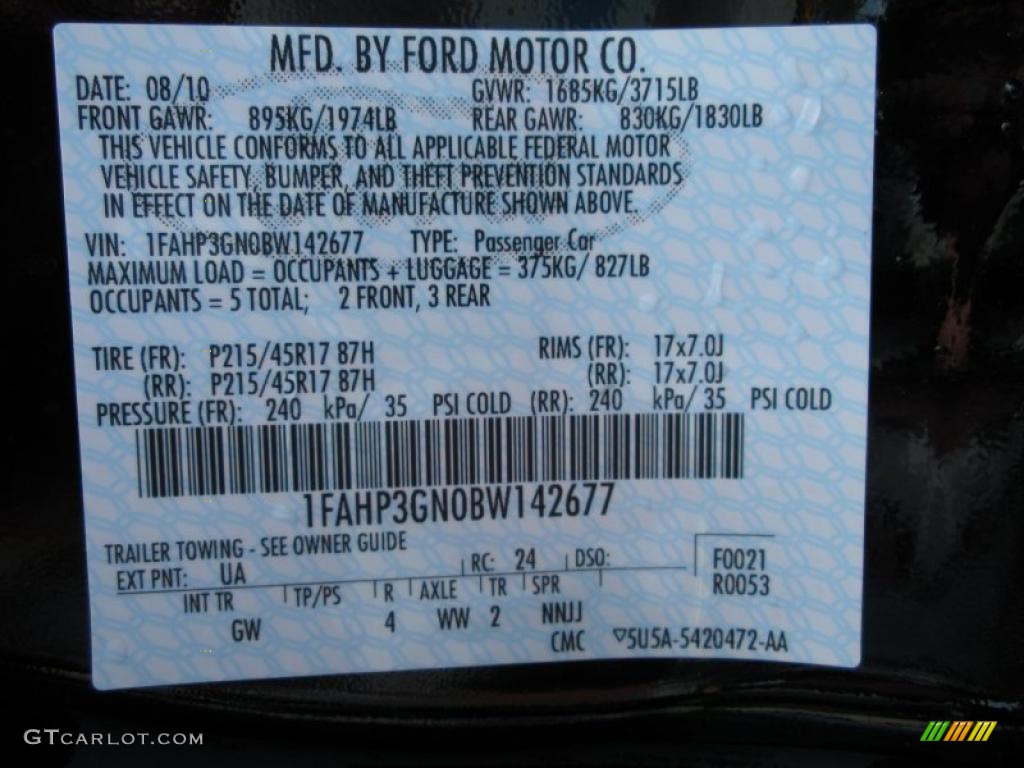 MFD. BY FORD MOTOR CO.
DATE: 08/10 GVWR: 1685KG/3715LB
FRONT GAWR: 895KG/1974LB REAR GAWR: 830KG/1830LB
THIS VEHICLE CONFORMS TO ALL APPLICABLE FEDERAL MOTOR
VEHICLE SAFETY, BUMPER, AND THEFT PREVENTION STANDARDS
IN EFFECT ON THE DATE OF MANUFACTURE SHOWN ABOVE.
VIN: 1FAHP3GN0BW142677 TYPE: Passenger Car
MAXIMUM LOAD = OCCUPANTS + LUGGAGE = 375KG/ 827LB
OCCUPANTS = 5 TOTAL; 2 FRONT, 3 REAR
TIRE (FR): P215/45R17 87H RIMS (FR): 17x7.0J
(RR): P215/45R17 87H (RR): 17x7.0J
PRESSURE (FR): 240 kPa/ 35 PSI COLD (RR): 240 kPa/ 35 PSI COLD
1FAHP3GN0BW142677
TRAILER TOWING - SEE OWNER GUIDE
EXT PNT: UA RC: 24 DSO: F0021
R0053
INT TR TP/PS R AXLE TR SPR
GW 4 WW 2 NNJJ
CMC ▽5U5A-5420472-AA
GTCARLOT.COM